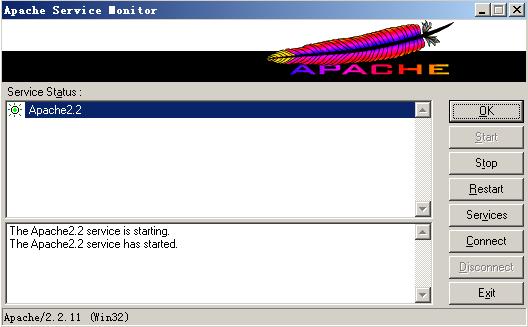 Apache Service Monitor
APACHE
Service Status :
Apache2.2
OK
Start
Stop
Restart
Services
Connect
Disconnect
Exit
The Apache2.2 service is starting.
The Apache2.2 service has started.
Apache/2.2.11 (Win32)